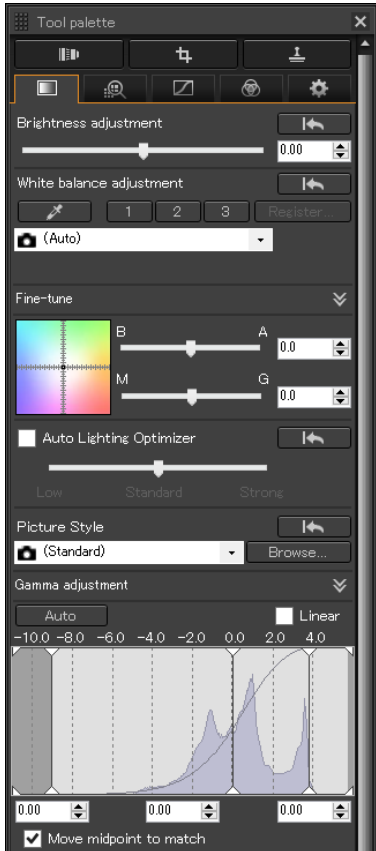 Tool palette
Brightness adjustment
0.00
White balance adjustment
1 2 3 Register...
(Auto)
Fine-tune
B A
0.0
M G
0.0
Auto Lighting Optimizer
Low Standard Strong
Picture Style
(Standard) Browse...
Gamma adjustment
Auto Linear
-10.0 -8.0 -6.0 -4.0 -2.0 0.0 2.0 4.0
0.00 0.00 0.00
Move midpoint to match